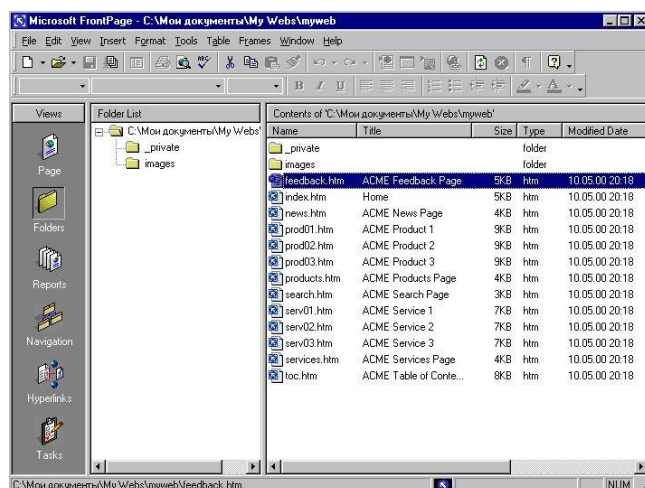 Microsoft FrontPage - C:\Мои документы\My Webs\myweb
File Edit View Insert Format Tools Table Frames Window Help
B I U A
Views Folder List Contents of 'C:\Мои документы\My Webs\myweb'
C:\Мои документы\My Webs'
_private
images
Page
Folders
Reports
Navigation
Hyperlinks
Tasks
Name Title Size Type Modified Date
_private folder
images folder
feedback.htm ACME Feedback Page 5KB htm 10.05.00 20:18
index.htm Home 5KB htm 10.05.00 20:18
news.htm ACME News Page 4KB htm 10.05.00 20:18
prod01.htm ACME Product 1 9KB htm 10.05.00 20:18
prod02.htm ACME Product 2 9KB htm 10.05.00 20:18
prod03.htm ACME Product 3 9KB htm 10.05.00 20:18
products.htm ACME Products Page 4KB htm 10.05.00 20:18
search.htm ACME Search Page 3KB htm 10.05.00 20:18
serv01.htm ACME Service 1 7KB htm 10.05.00 20:18
serv02.htm ACME Service 2 7KB htm 10.05.00 20:18
serv03.htm ACME Service 3 7KB htm 10.05.00 20:18
services.htm ACME Services Page 4KB htm 10.05.00 20:18
toc.htm ACME Table of Conte... 8KB htm 10.05.00 20:18
C:\Мои документы\My Webs\myweb\feedback.htm NUM